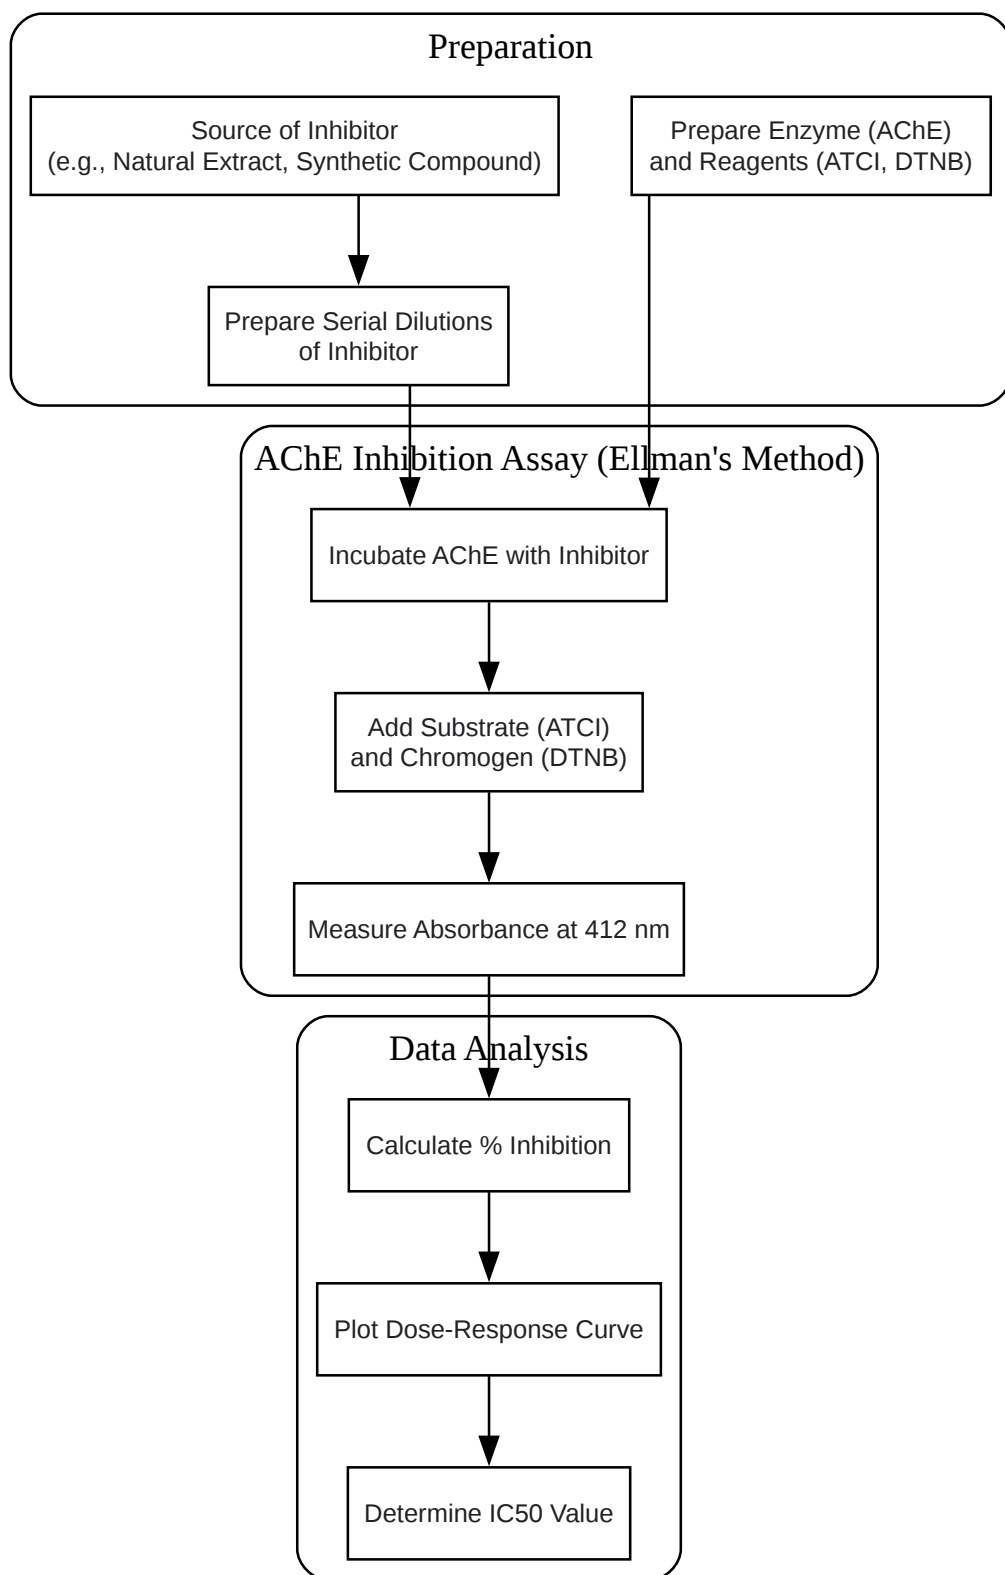 Preparation
Source of Inhibitor
(e.g., Natural Extract, Synthetic Compound)
Prepare Enzyme (AChE)
and Reagents (ATCI, DTNB)
Prepare Serial Dilutions
of Inhibitor
AChE Inhibition Assay (Ellman's Method)
Incubate AChE with Inhibitor
Add Substrate (ATCI)
and Chromogen (DTNB)
Measure Absorbance at 412 nm
Data Analysis
Calculate % Inhibition
Plot Dose-Response Curve
Determine IC50 Value